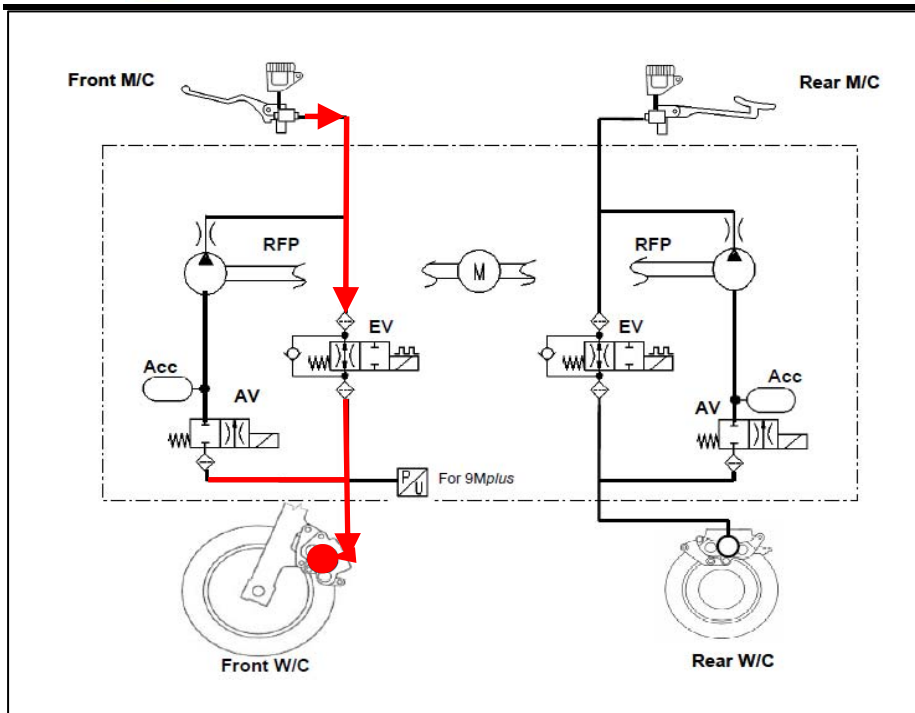 Front M/C
Rear M/C
RFP
M
RFP
EV
EV
Acc
AV
Acc
AV
P/U
For 9Mplus
Front W/C
Rear W/C